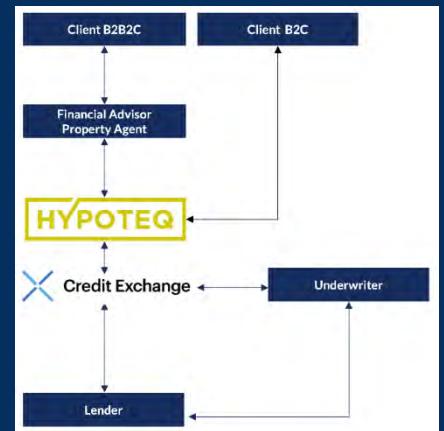 Client B2B2C
Client B2C
Financial Advisor
Property Agent
HYPOTEQ
Credit Exchange
Underwriter
Lender